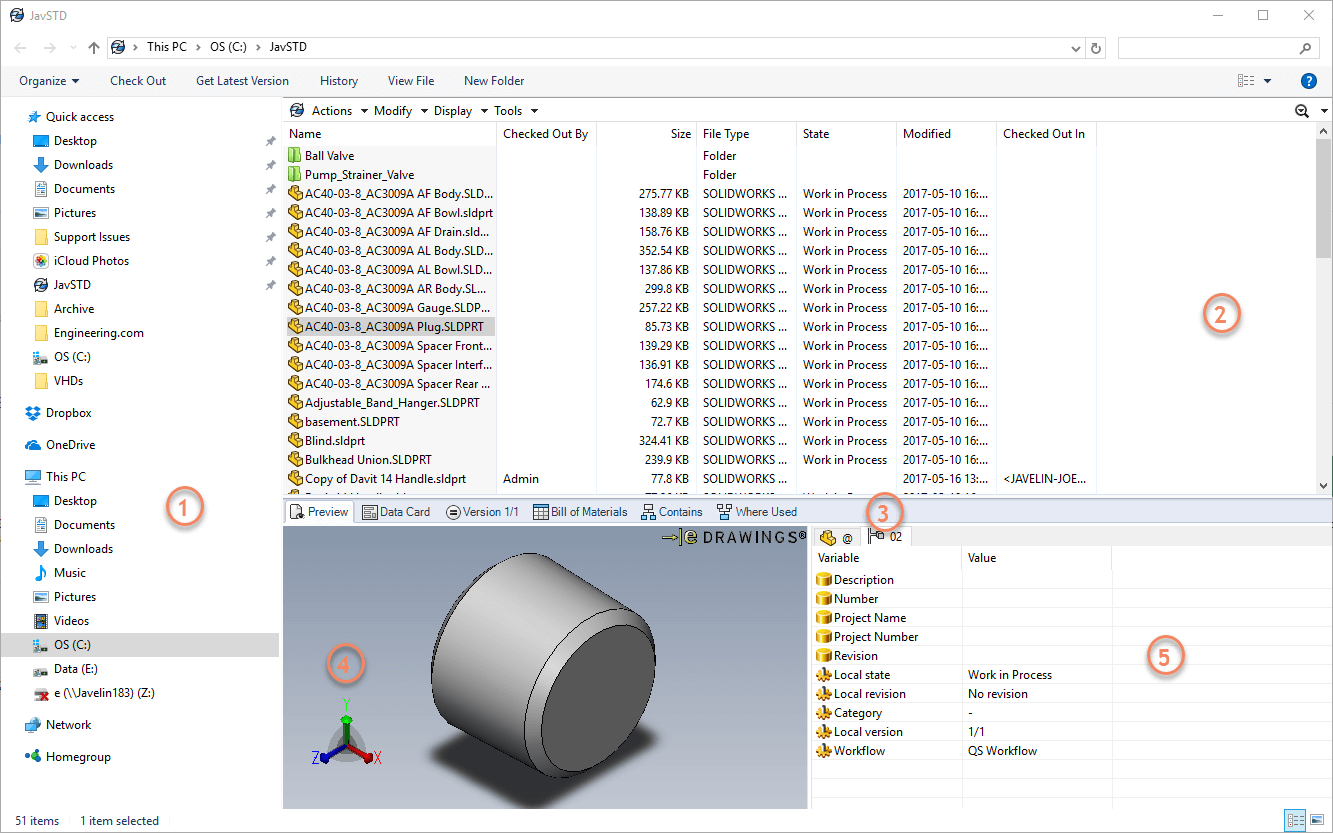 JavSTD
This PC > OS (C:) > JavSTD
Organize Check Out Get Latest Version History View File New Folder ?
Quick access
Desktop
Downloads
Documents
Pictures
Support Issues
iCloud Photos
JavSTD
Archive
Engineering.com
OS (C:)
VHDs
Dropbox
OneDrive
This PC
Desktop
Documents
Downloads
Music
Pictures
Videos
OS (C:)
Data (E:)
e (\\Javelin183) (Z:)
Network
Homegroup
1
Actions Modify Display Tools
Name Checked Out By Size File Type State Modified Checked Out In
Ball Valve Folder
Pump_Strainer_Valve Folder
AC40-03-8_AC3009A AF Body.SLD... 275.77 KB SOLIDWORKS ... Work in Process 2017-05-10 16:...
AC40-03-8_AC3009A AF Bowl.sldprt 138.89 KB SOLIDWORKS ... Work in Process 2017-05-10 16:...
AC40-03-8_AC3009A AF Drain.sld... 158.76 KB SOLIDWORKS ... Work in Process 2017-05-10 16:...
AC40-03-8_AC3009A AL Body.SLD... 352.54 KB SOLIDWORKS ... Work in Process 2017-05-10 16:...
AC40-03-8_AC3009A AL Bowl.SLD... 137.86 KB SOLIDWORKS ... Work in Process 2017-05-10 16:...
AC40-03-8_AC3009A AR Body.SL... 299.8 KB SOLIDWORKS ... Work in Process 2017-05-10 16:...
AC40-03-8_AC3009A Gauge.SLDP... 257.22 KB SOLIDWORKS ... Work in Process 2017-05-10 16:...
AC40-03-8_AC3009A Plug.SLDPRT 85.73 KB SOLIDWORKS ... Work in Process 2017-05-10 16:...
AC40-03-8_AC3009A Spacer Front... 139.29 KB SOLIDWORKS ... Work in Process 2017-05-10 16:...
AC40-03-8_AC3009A Spacer Interf... 136.91 KB SOLIDWORKS ... Work in Process 2017-05-10 16:...
AC40-03-8_AC3009A Spacer Rear ... 174.6 KB SOLIDWORKS ... Work in Process 2017-05-10 16:...
Adjustable_Band_Hanger.SLDPRT 62.9 KB SOLIDWORKS ... Work in Process 2017-05-10 16:...
basement.SLDPRT 72.7 KB SOLIDWORKS ... Work in Process 2017-05-10 16:...
Blind.sldprt 324.41 KB SOLIDWORKS ... Work in Process 2017-05-10 16:...
Bulkhead Union.SLDPRT 239.9 KB SOLIDWORKS ... Work in Process 2017-05-10 16:...
Copy of Davit 14 Handle.sldprt Admin 77.8 KB SOLIDWORKS ... Work in Process 2017-05-16 13:... <JAVELIN-JOE...
2
Preview Data Card Version 1/1 Bill of Materials Contains Where Used
3
eDRAWINGS®
4
Y
Z X
@ 02
Variable Value
Description
Number
Project Name
Project Number
Revision
Local state Work in Process
Local revision No revision
Category -
Local version 1/1
Workflow QS Workflow
5
51 items 1 item selected